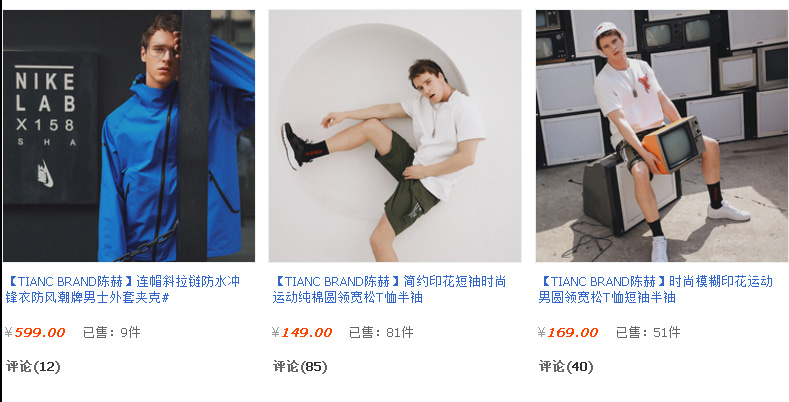 NIKE
LAB
X158
SHA
【TIANC BRAND陈赫】连帽斜拉链防水冲
锋衣防风潮牌男士外套夹克#
¥599.00 已售：9件
评论(12)
【TIANC BRAND陈赫】简约印花短袖时尚
运动纯棉圆领宽松T恤半袖
¥149.00 已售：81件
评论(85)
【TIANC BRAND陈赫】时尚模糊印花运动
男圆领宽松T恤短袖半袖
¥169.00 已售：51件
评论(40)